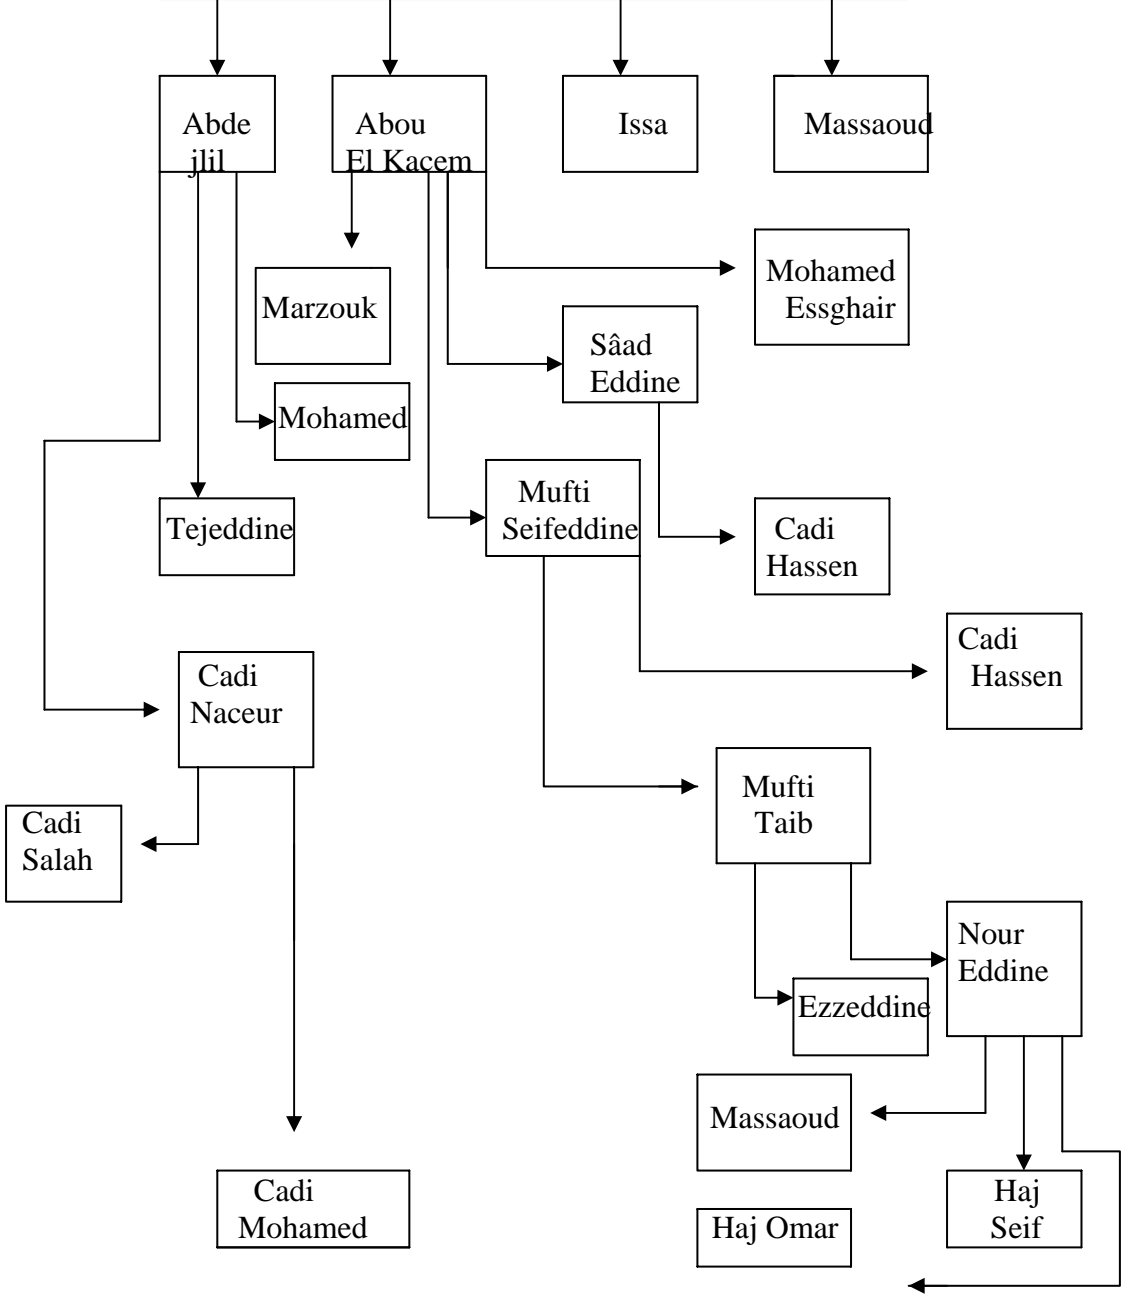 Abde
jlil
Abou
El Kacem
Issa
Massaoud
Mohamed
Essghair
Marzouk
Sâad
Eddine
Mohamed
Mufti
Seifeddine
Tejeddine
Cadi
Hassen
Cadi
Hassen
Cadi
Naceur
Mufti
Taib
Cadi
Salah
Nour
Eddine
Ezzeddine
Massaoud
Cadi
Mohamed
Haj
Seif
Haj Omar